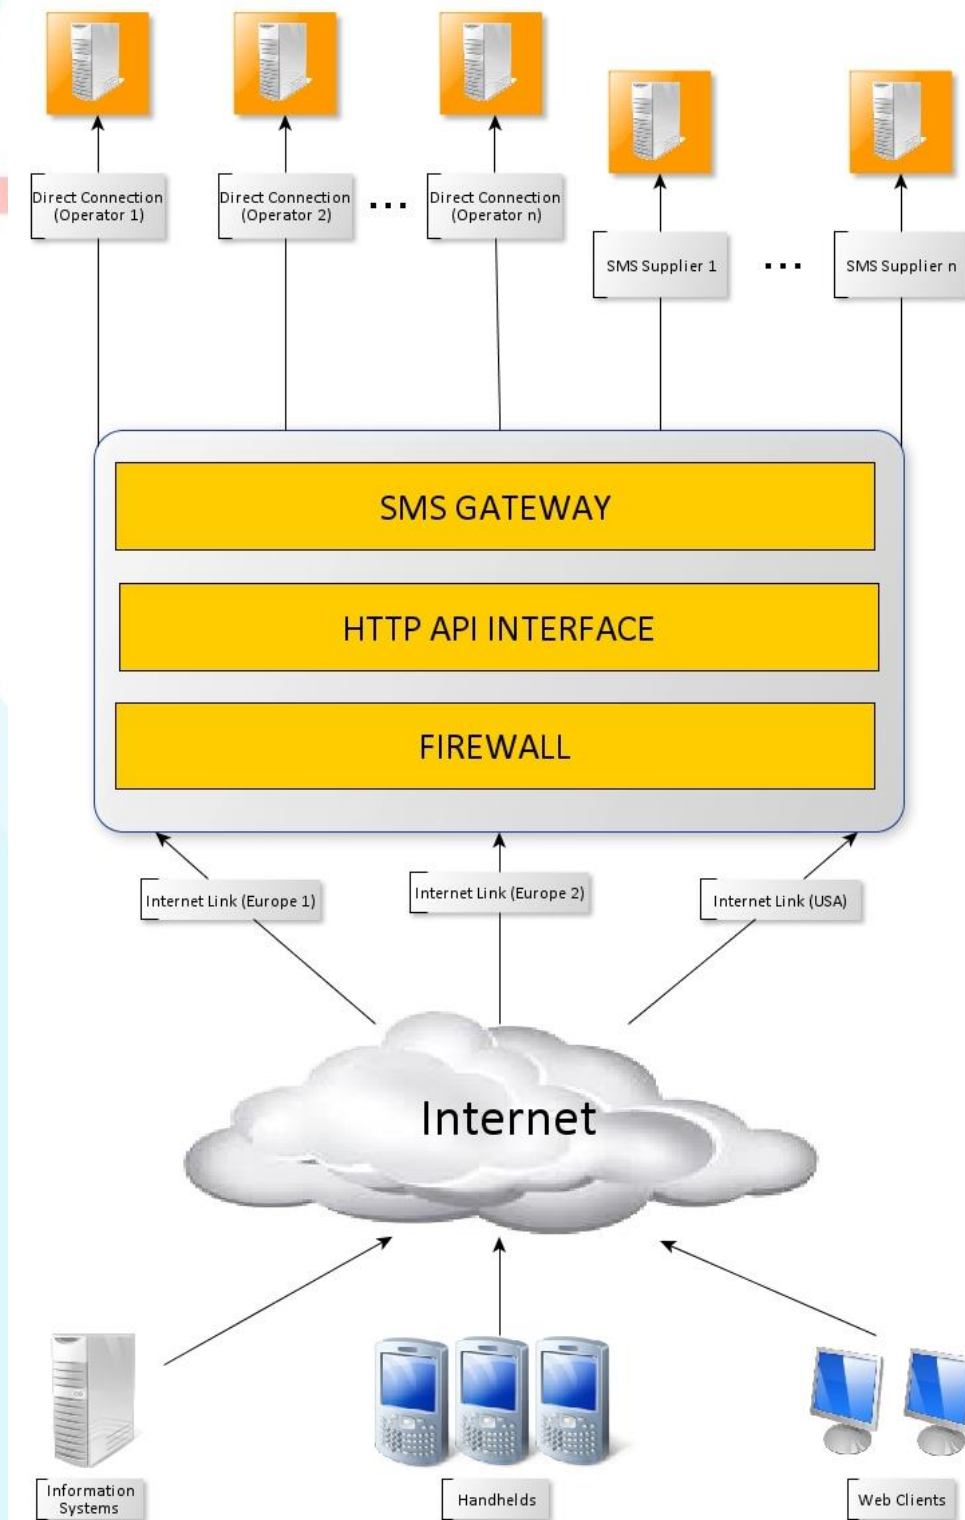 Direct Connection
(Operator 1)
Direct Connection
(Operator 2)
...
Direct Connection
(Operator n)
SMS Supplier 1
...
SMS Supplier n
SMS GATEWAY
HTTP API INTERFACE
FIREWALL
Internet Link (Europe 1)
Internet Link (Europe 2)
Internet Link (USA)
Internet
Information
Systems
Handhelds
Web Clients